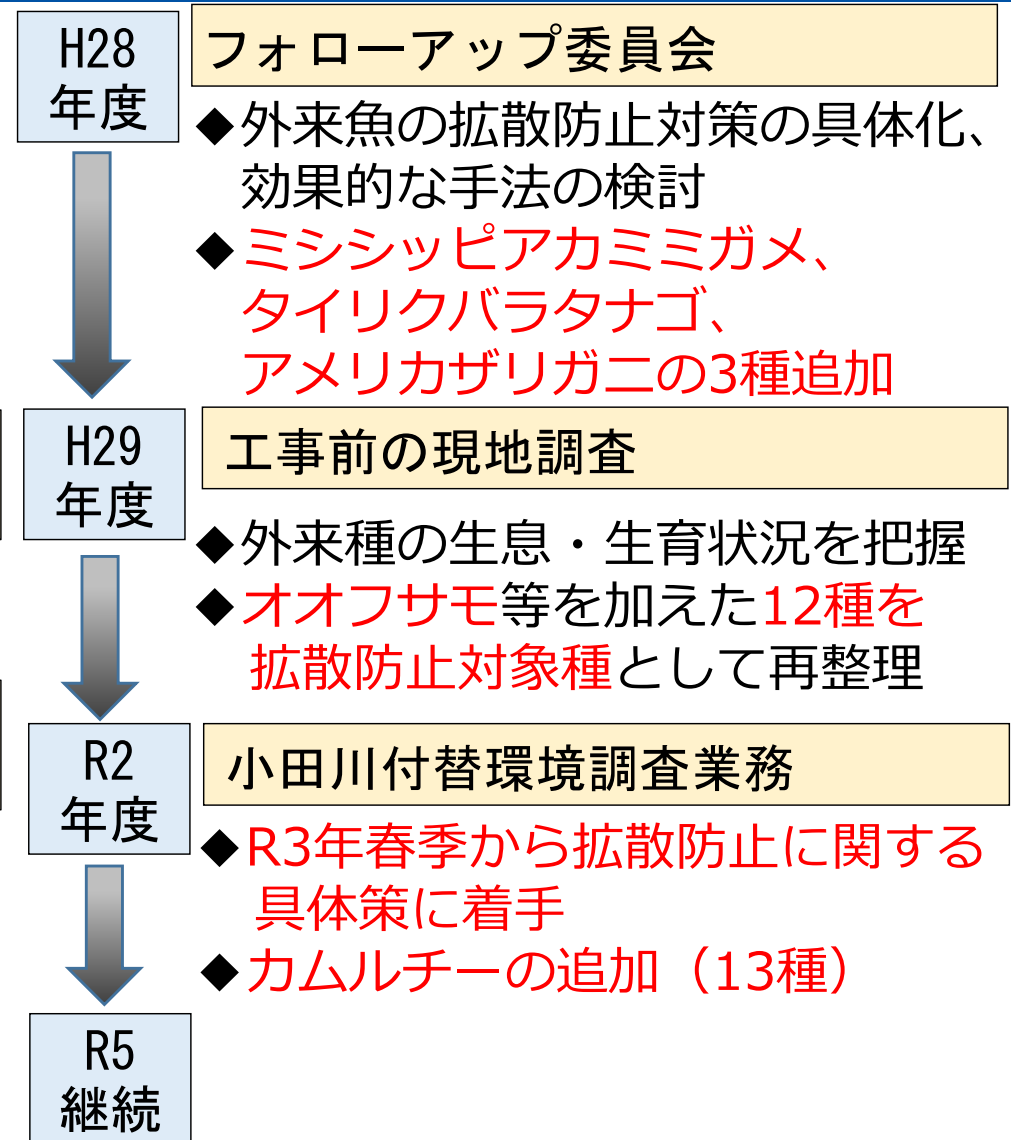 H28
年度
フォローアップ委員会
◆外来魚の拡散防止対策の具体化、
効果的な手法の検討
◆ミシシッピアカミミガメ、
タイリクバラタナゴ、
アメリカザリガニの3種追加
H29
年度
工事前の現地調査
◆外来種の生息・生育状況を把握
◆オオフサモ等を加えた12種を
拡散防止対象種として再整理
R2
年度
小田川付替環境調査業務
◆R3年春季から拡散防止に関する
具体策に着手
◆カムルチーの追加（13種）
R5
継続